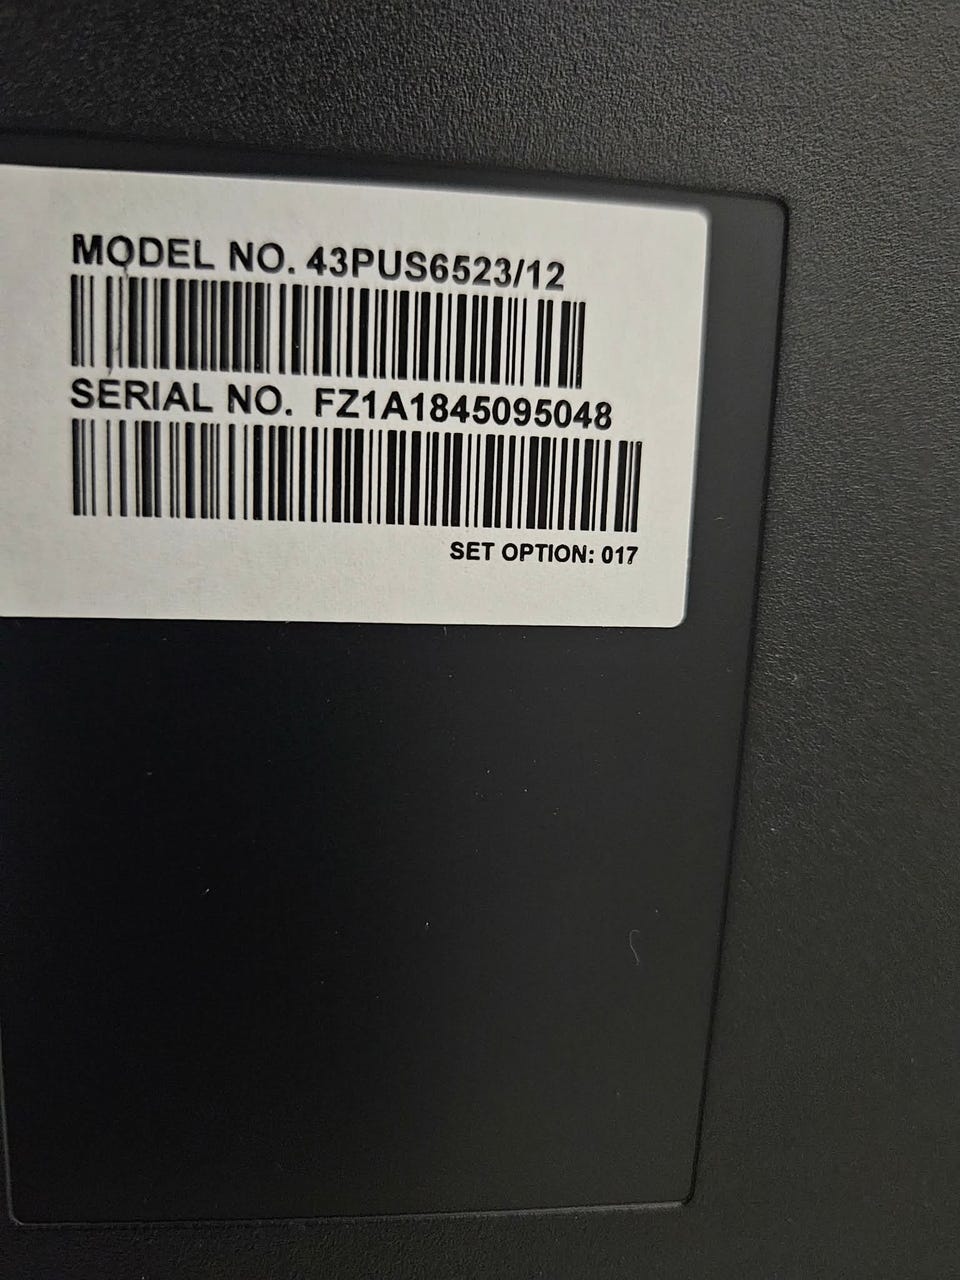 MODEL NO. 43PUS6523/12
SERIAL NO. FZ1A1845095048
SET OPTION: 017